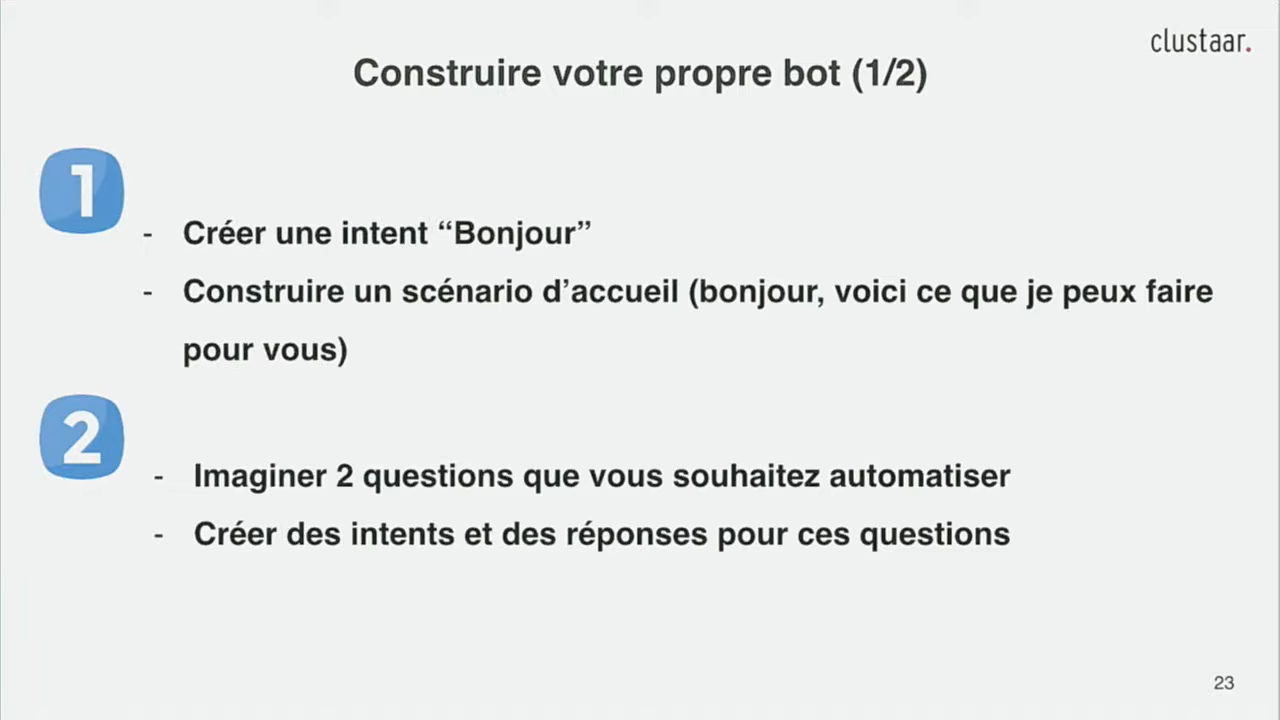 clustaar.
Construire votre propre bot (1/2)
1
- Créer une intent “Bonjour”
- Construire un scénario d’accueil (bonjour, voici ce que je peux faire
pour vous)
2
- Imaginer 2 questions que vous souhaitez automatiser
- Créer des intents et des réponses pour ces questions
23